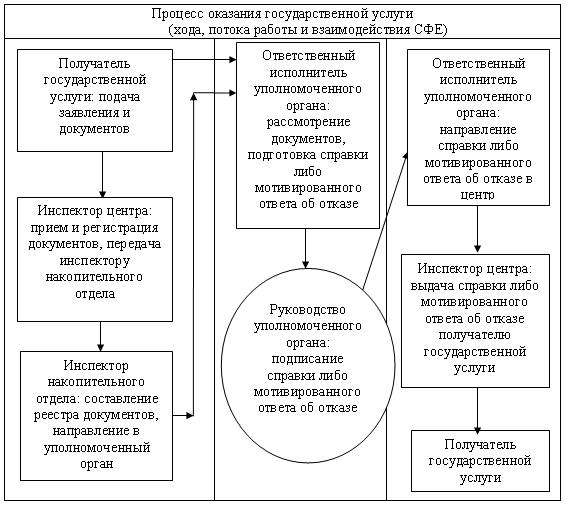 Процесс оказания государственной услуги
(хода, потока работы и взаимодействия СФЕ)
Получатель
государственной
услуги: подача
заявления и
документов
Инспектор центра:
прием и регистрация
документов, передача
инспектору
накопительного
отдела
Инспектор
накопительного
отдела: составление
реестра документов,
направление в
уполномоченный
орган
Ответственный
исполнитель
уполномоченного
органа:
рассмотрение
документов,
подготовка справки
либо
мотивированного
ответа об отказе
Руководство
уполномоченного
органа:
подписание
справки либо
мотивированного
ответа об отказе
Ответственный
исполнитель
уполномоченного
органа:
направление
справки либо
мотивированного
ответа об отказе в
центр
Инспектор центра:
выдача справки либо
мотивированного
ответа об отказе
получателю
государственной
услуги
Получатель
государственной
услуги